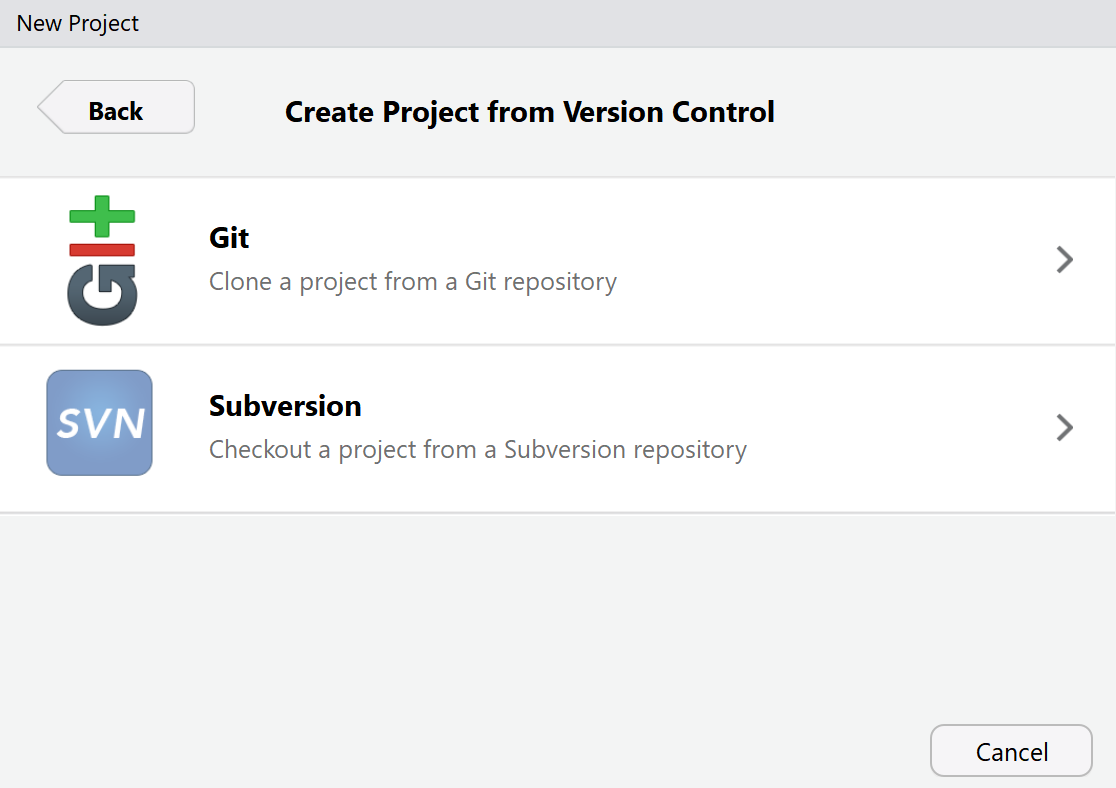 New Project
Back
Create Project from Version Control
git
Git
Clone a project from a Git repository
SVN
Subversion
Checkout a project from a Subversion repository
Cancel